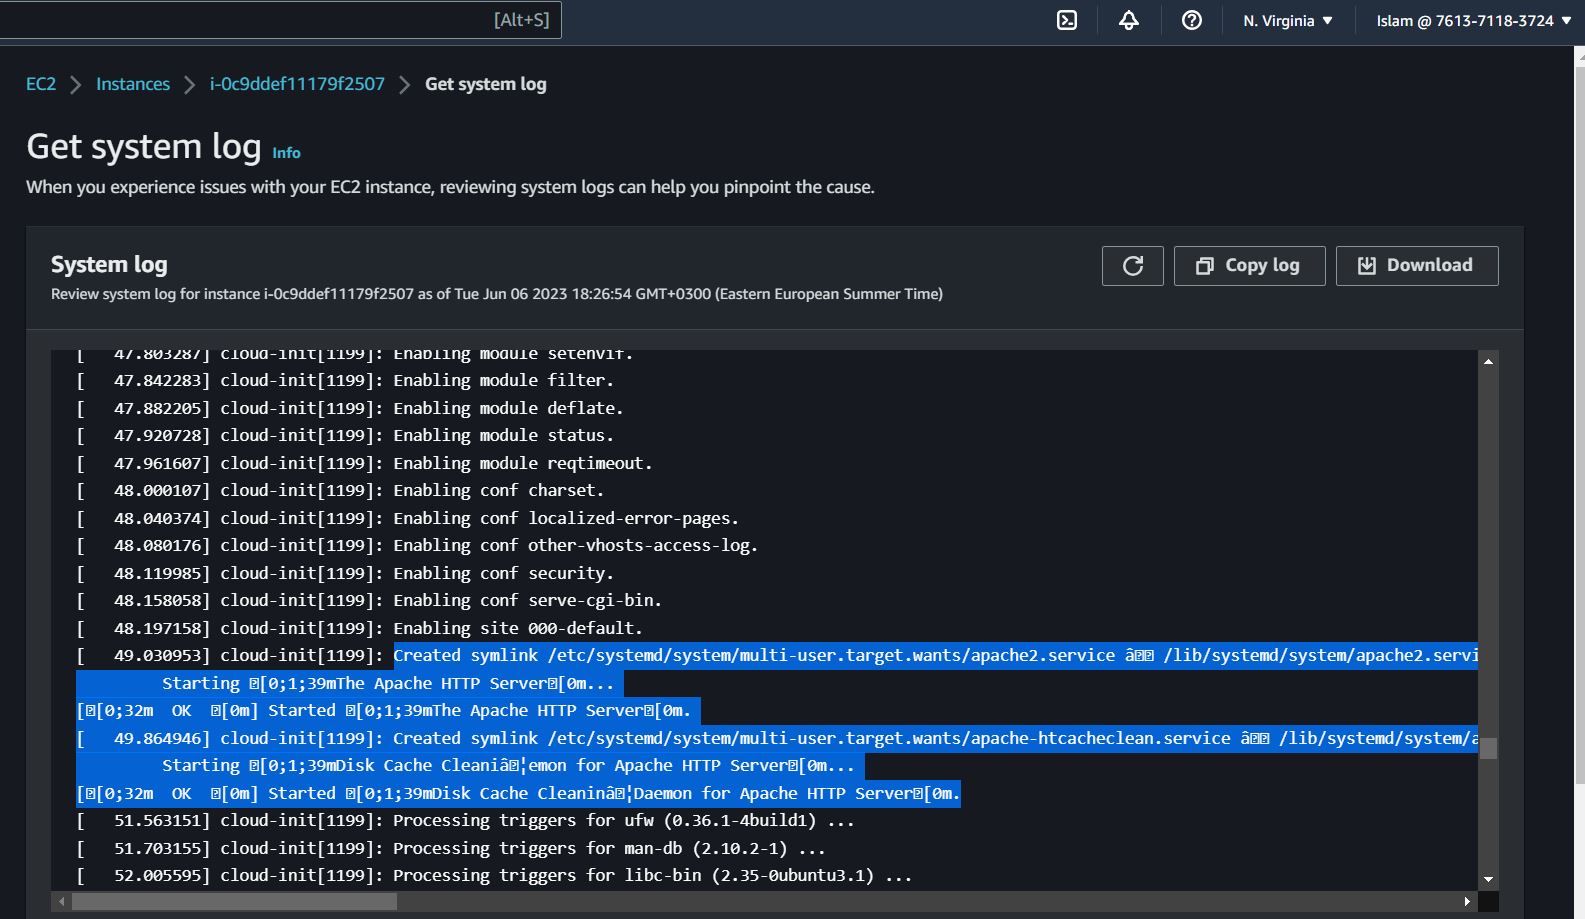 [Alt+S]
N. Virginia ▼
Islam @ 7613-7118-3724 ▼
EC2 > Instances > i-0c9ddef11179f2507 > Get system log
Get system log Info
When you experience issues with your EC2 instance, reviewing system logs can help you pinpoint the cause.
System log
Copy log
Download
Review system log for instance i-0c9ddef11179f2507 as of Tue Jun 06 2023 18:26:54 GMT+0300 (Eastern European Summer Time)
[   47.803287] cloud-init[1199]: Enabling module setenvif.
[   47.842283] cloud-init[1199]: Enabling module filter.
[   47.882205] cloud-init[1199]: Enabling module deflate.
[   47.920728] cloud-init[1199]: Enabling module status.
[   47.961607] cloud-init[1199]: Enabling module reqtimeout.
[   48.000107] cloud-init[1199]: Enabling conf charset.
[   48.040374] cloud-init[1199]: Enabling conf localized-error-pages.
[   48.080176] cloud-init[1199]: Enabling conf other-vhosts-access-log.
[   48.119985] cloud-init[1199]: Enabling conf security.
[   48.158058] cloud-init[1199]: Enabling conf serve-cgi-bin.
[   48.197158] cloud-init[1199]: Enabling site 000-default.
[   49.030953] cloud-init[1199]: Created symlink /etc/systemd/system/multi-user.target.wants/apache2.service â⍰⍰ /lib/systemd/system/apache2.servi
Starting ⍰[0;1;39mThe Apache HTTP Server⍰[0m...
[⍰[0;32m  OK  ⍰[0m] Started ⍰[0;1;39mThe Apache HTTP Server⍰[0m.
[   49.864946] cloud-init[1199]: Created symlink /etc/systemd/system/multi-user.target.wants/apache-htcacheclean.service â⍰⍰ /lib/systemd/system/a
Starting ⍰[0;1;39mDisk Cache Cleaniâ⍰¦emon for Apache HTTP Server⍰[0m...
[⍰[0;32m  OK  ⍰[0m] Started ⍰[0;1;39mDisk Cache Cleaninâ⍰¦Daemon for Apache HTTP Server⍰[0m.
[   51.563151] cloud-init[1199]: Processing triggers for ufw (0.36.1-4build1) ...
[   51.703155] cloud-init[1199]: Processing triggers for man-db (2.10.2-1) ...
[   52.005595] cloud-init[1199]: Processing triggers for libc-bin (2.35-0ubuntu3.1) ...